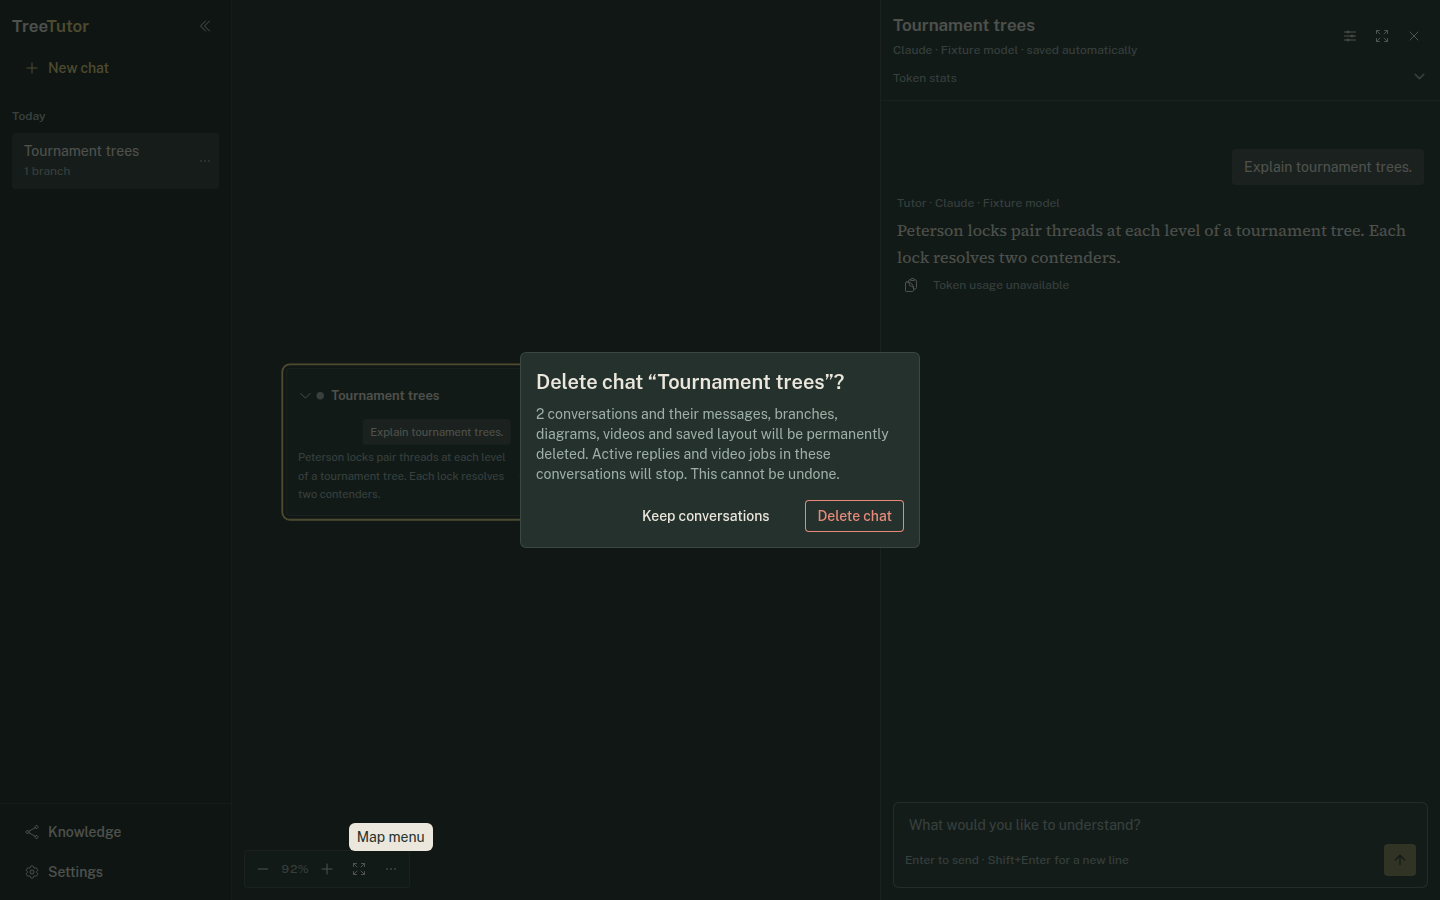 TreeTutor
New chat
Today
Tournament trees
1 branch
Knowledge
Settings
Tournament trees
Explain tournament trees.
Peterson locks pair threads at each level
of a tournament tree. Each lock resolves
two contenders.
Map menu
92%
Delete chat “Tournament trees”?
2 conversations and their messages, branches,
diagrams, videos and saved layout will be permanently
deleted. Active replies and video jobs in these
conversations will stop. This cannot be undone.
Keep conversations
Delete chat
Tournament trees
Claude · Fixture model · saved automatically
Token stats
Explain tournament trees.
Tutor · Claude · Fixture model
Peterson locks pair threads at each level of a tournament tree. Each
lock resolves two contenders.
Token usage unavailable
What would you like to understand?
Enter to send · Shift+Enter for a new line